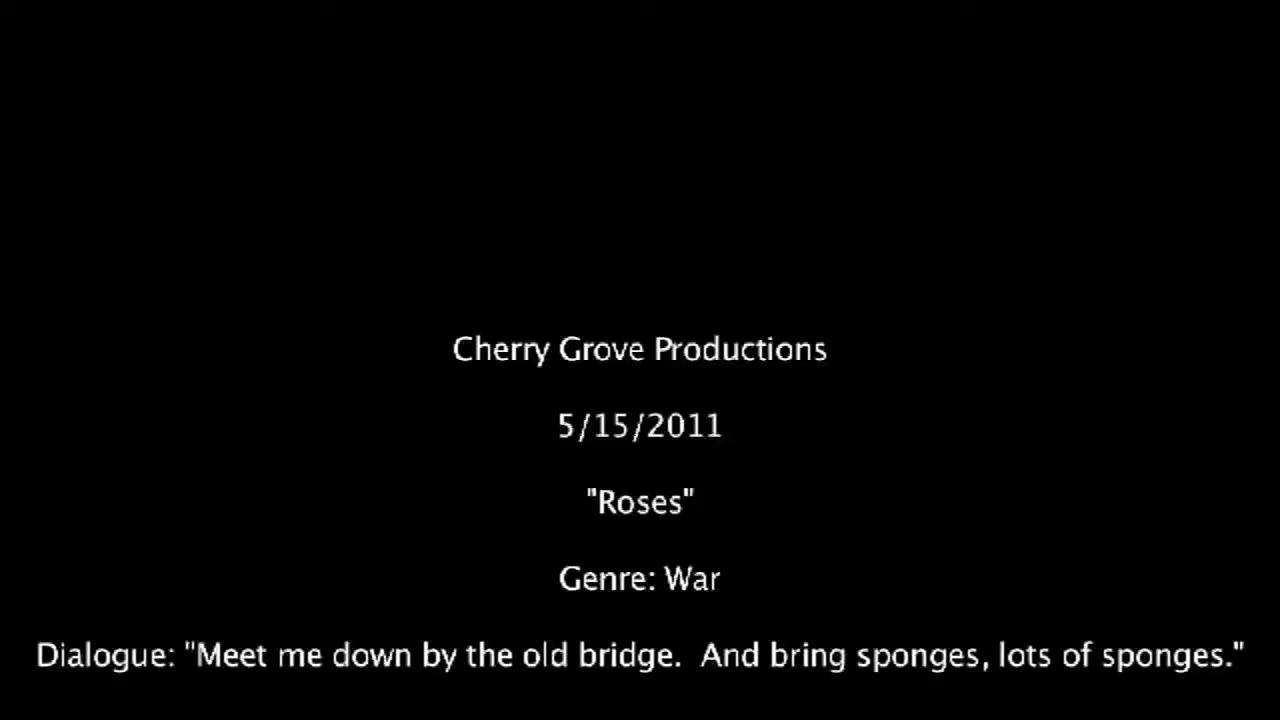 Cherry Grove Productions
5/15/2011
"Roses"
Genre: War
Dialogue: "Meet me down by the old bridge.  And bring sponges, lots of sponges."